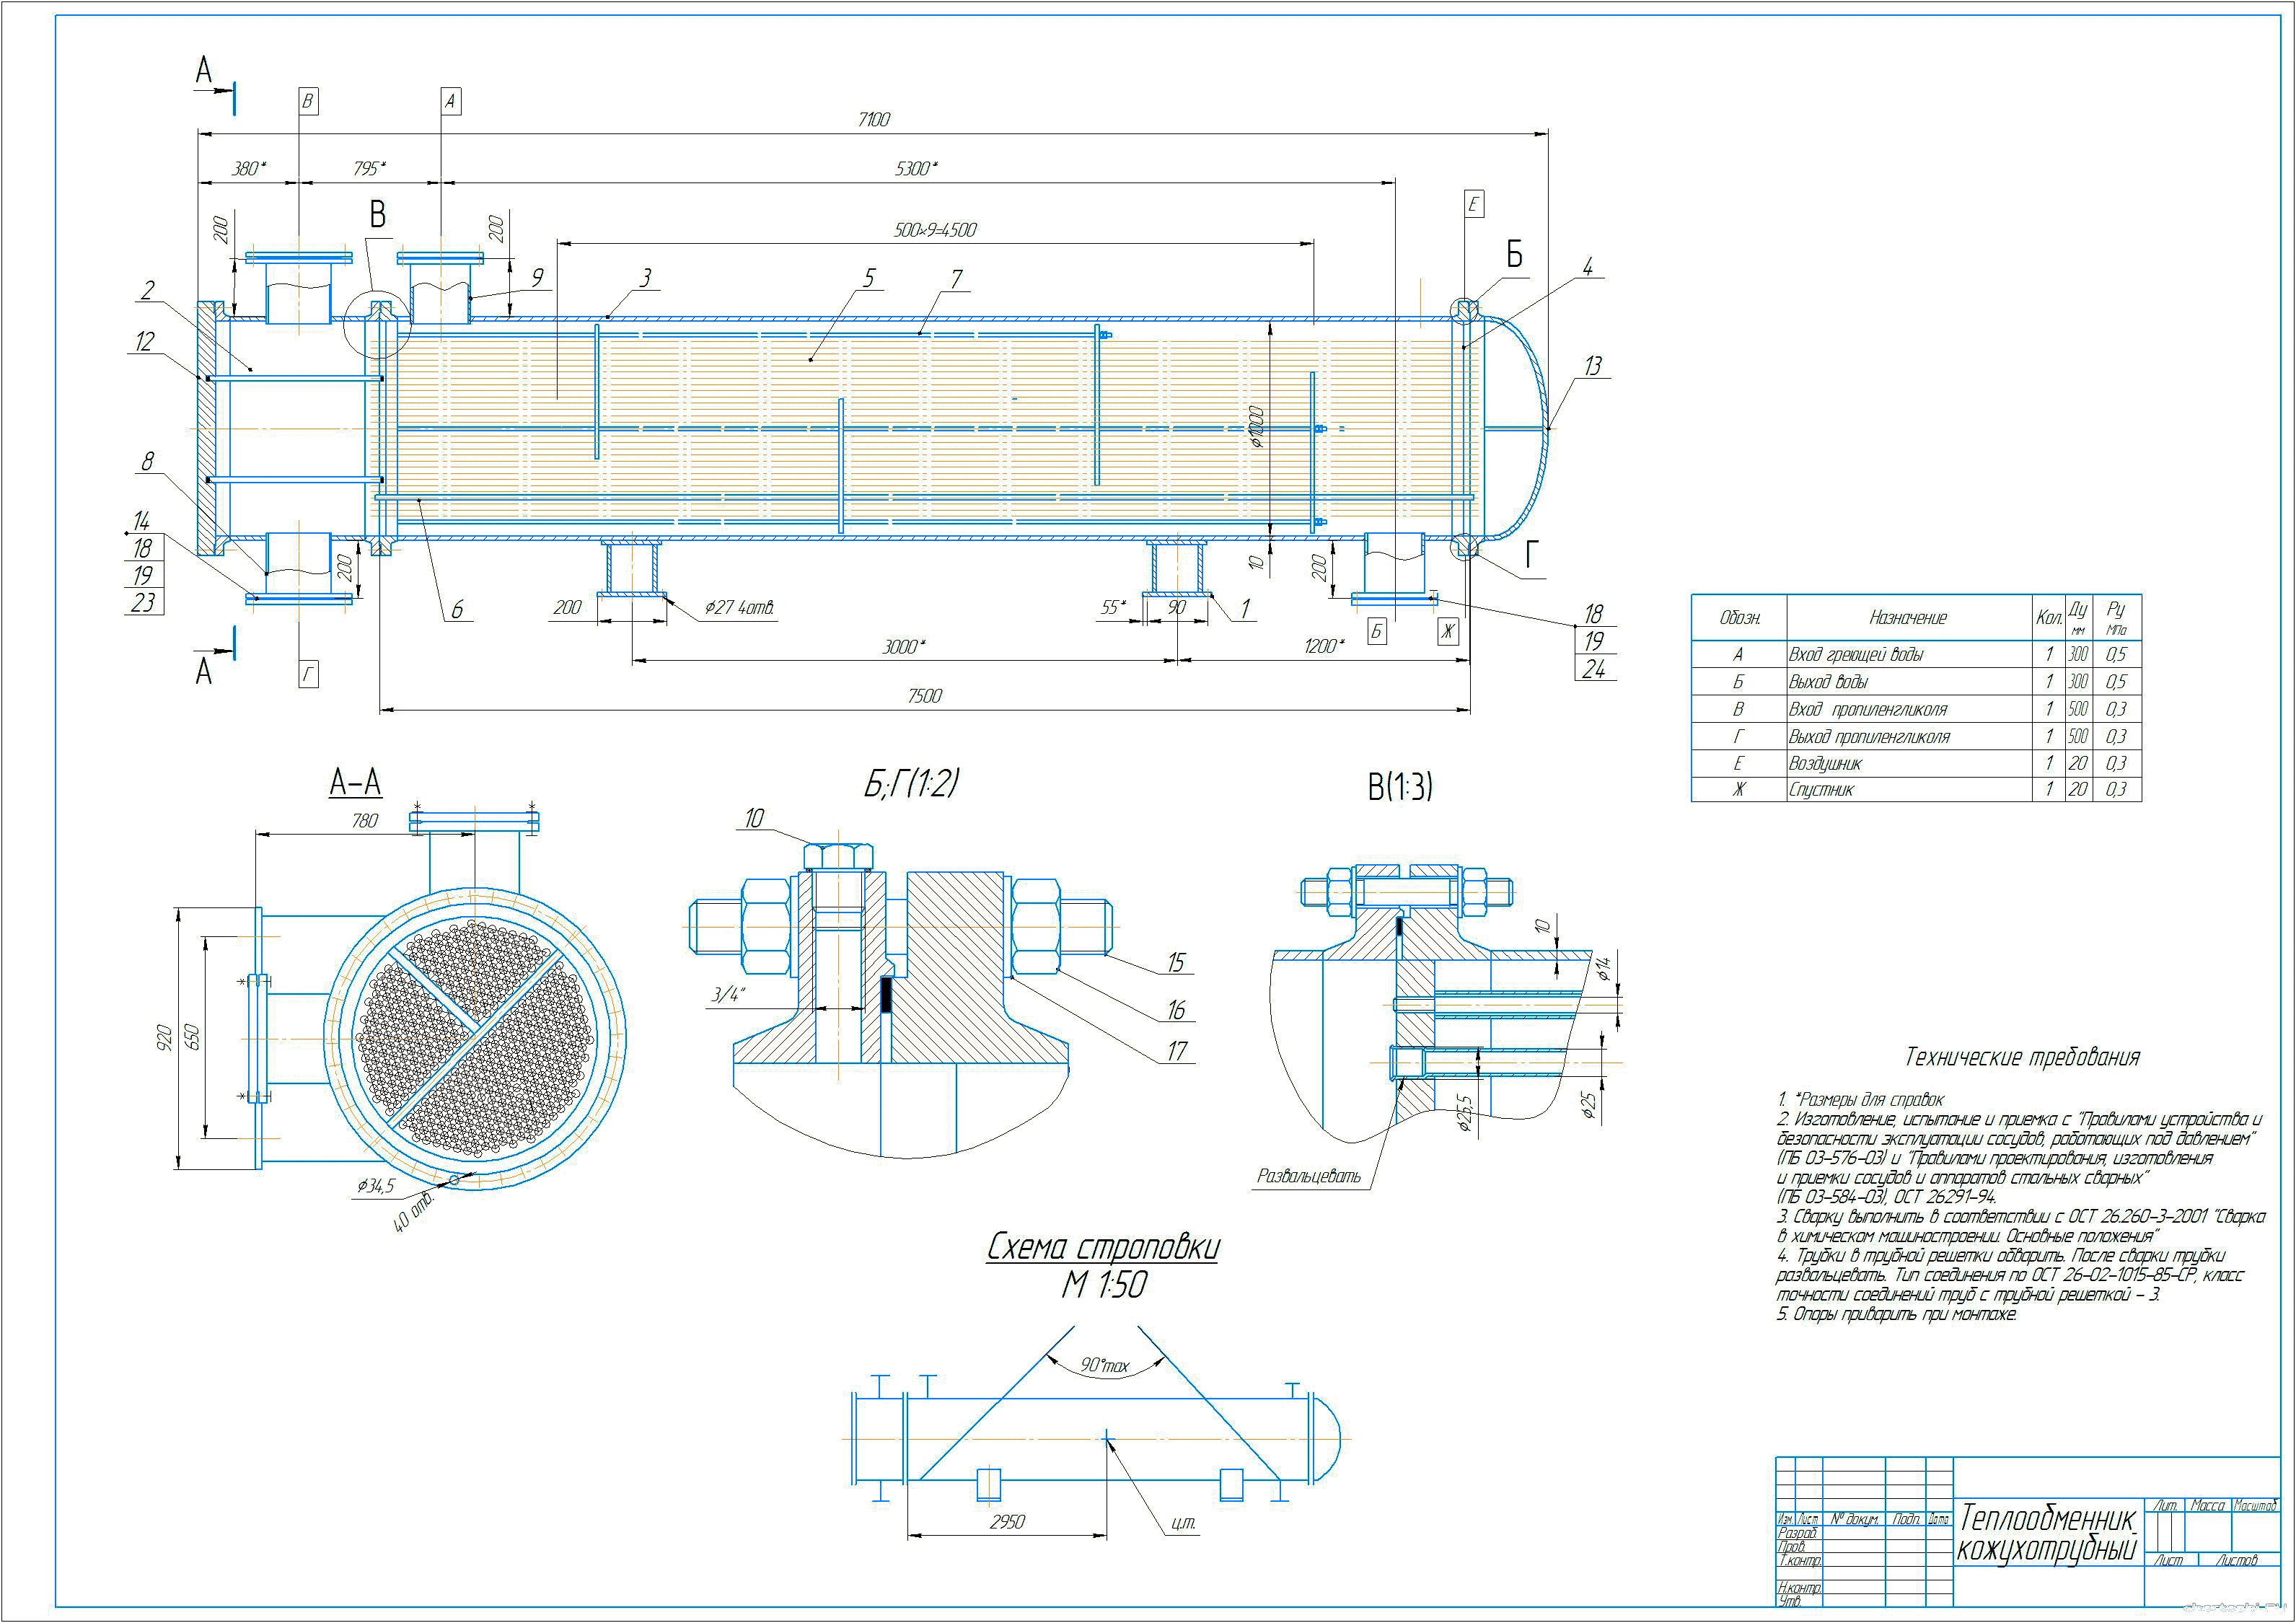 А
В
А
7100
380*
795*
5300*
Е
В
200
200
500×9=4500
Б
2
9
3
5
7
4
12
13
⌀1000
8
14
18
19
23
200
10
200
Г
6
200
⌀27 4отв.
55*
90
1
18
19
24
Б
Ж
3000*
1200*
А
Г
7500
Обозн.
Назначение
Кол.
Ду мм
Ру МПа
А Вход греющей воды 1 300 0,5
Б Выход воды 1 300 0,5
В Вход пропиленгликоля 1 500 0,3
Г Выход пропиленгликоля 1 500 0,3
Е Воздушник 1 20 0,3
Ж Спустник 1 20 0,3
А–А
780
920
650
⌀34,5
40 отв.
Б;Г(1:2)
10
3/4"
15
16
17
В(1:3)
10
⌀14
⌀25,5
⌀25
Развальцевать
Схема строповки
М 1:50
90°max
2950
ц.т.
Технические требования
1. *Размеры для справок
2. Изготовление, испытание и приемка с "Правилами устройства и
безопасности эксплуатации сосудов, работающих под давлением"
(ПБ 03–576–03) и "Правилами проектирования, изготовления
и приемки сосудов и аппаратов стальных сварных"
(ПБ 03–584–03), ОСТ 26291–94.
3. Сварку выполнить в соответствии с ОСТ 26.260–3–2001 "Сварка
в химическом машиностроении. Основные положения"
4. Трубки в трубной решетки обварить. После сварки трубки
развальцевать. Тип соединения по ОСТ 26–02–1015–85–СР, класс
точности соединений труб с трубной решеткой – 3.
5. Опоры приварить при монтаже.
Изм. Лист № докум. Подп. Дата
Разраб.
Пров.
Т.контр.
Н.контр.
Утв.
Теплообменник
кожухотрубный
Лит. Масса Масштаб
Лист Листов